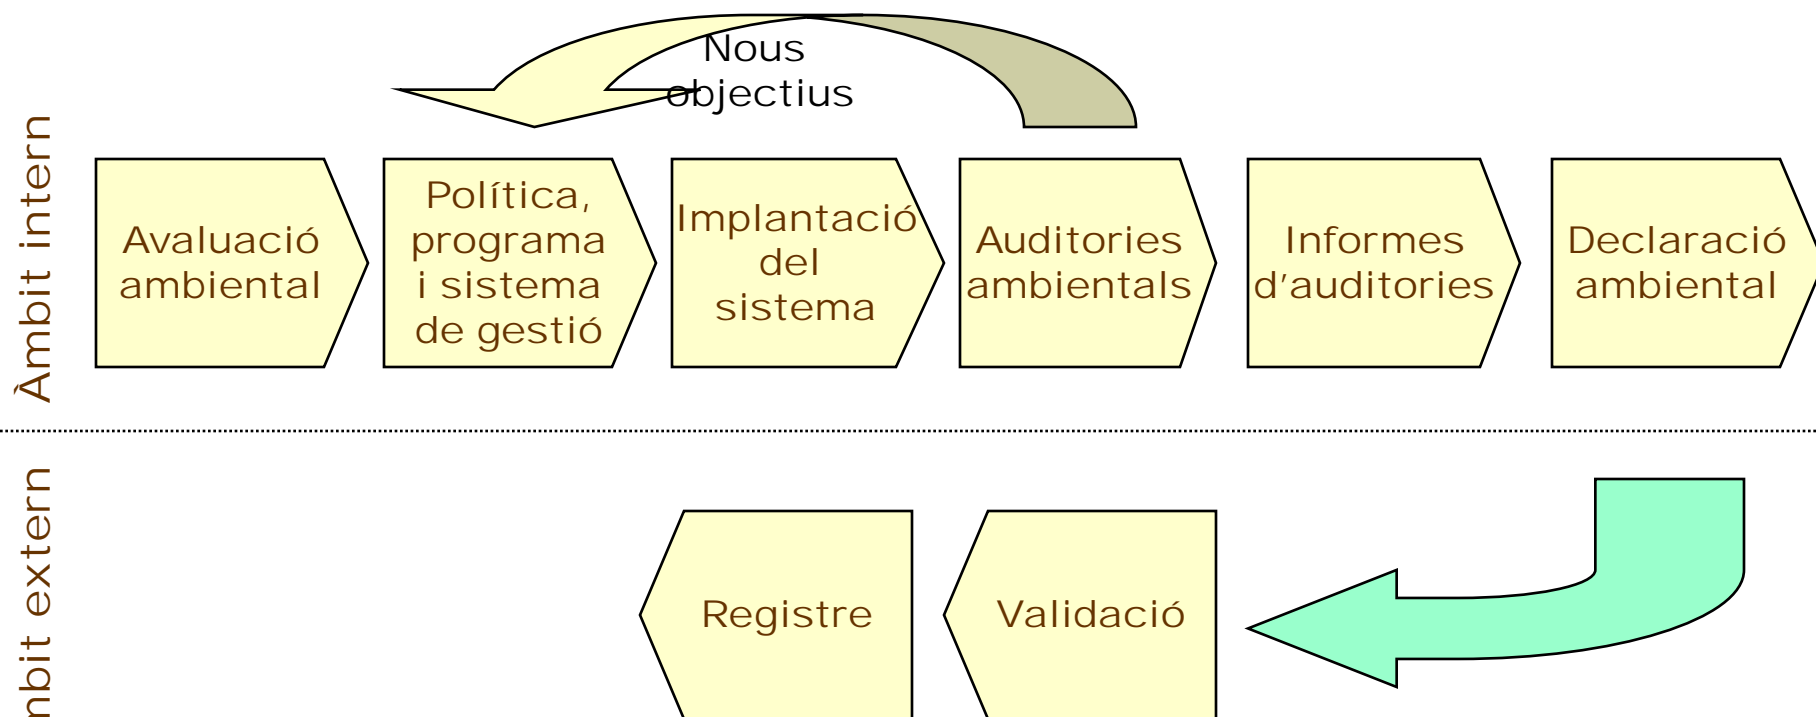 Nous
objectius
Àmbit intern
Avaluació
ambiental
Política,
programa
i sistema
de gestió
Implantació
del
sistema
Auditories
ambientals
Informes
d’auditories
Declaració
ambiental
extern
Registre
Validació